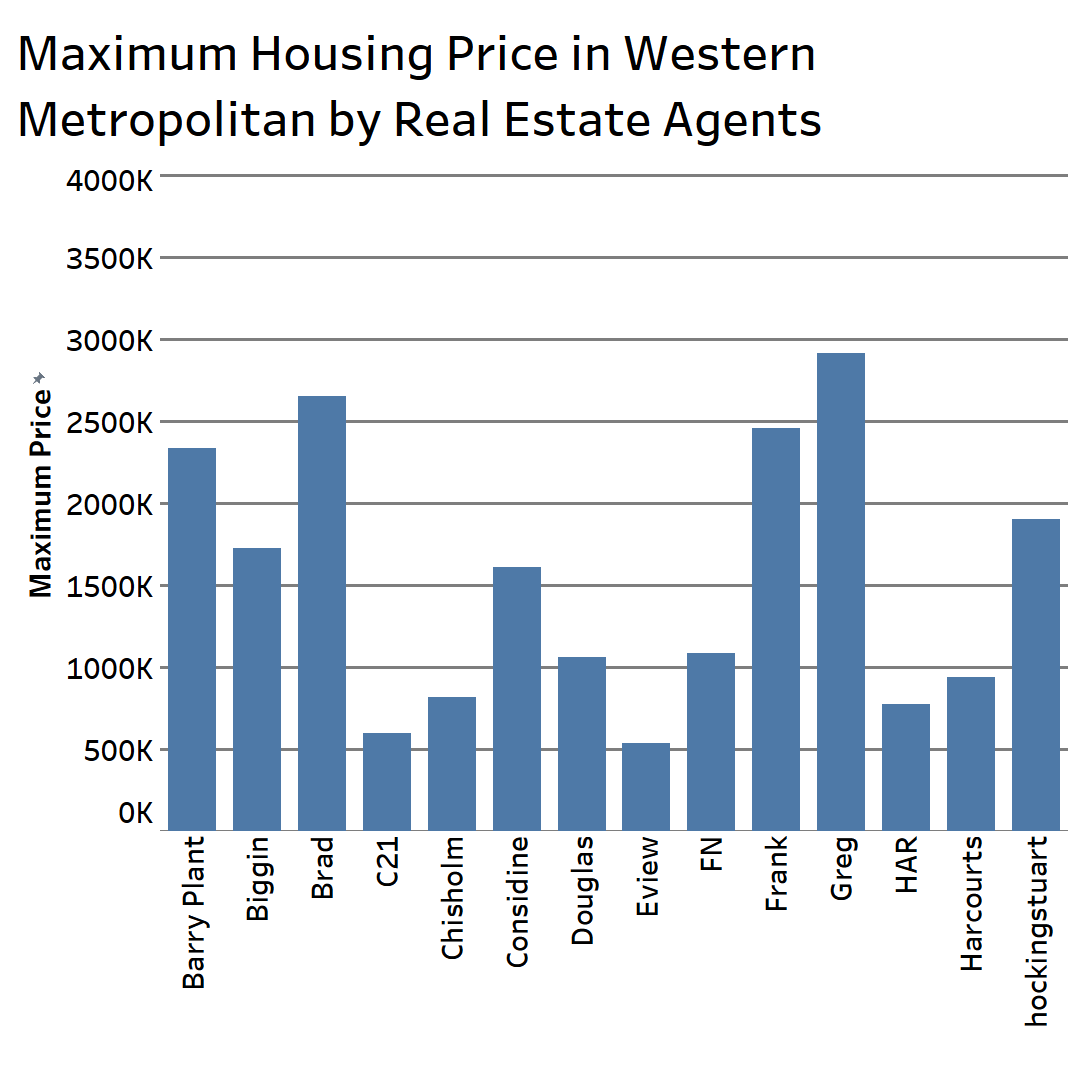 Maximum Housing Price in Western
Metropolitan by Real Estate Agents
4000K
3500K
3000K
2500K
2000K
1500K
1000K
500K
0K
Maximum Price
Barry Plant
Biggin
Brad
C21
Chisholm
Considine
Douglas
Eview
FN
Frank
Greg
HAR
Harcourts
hockingstuart